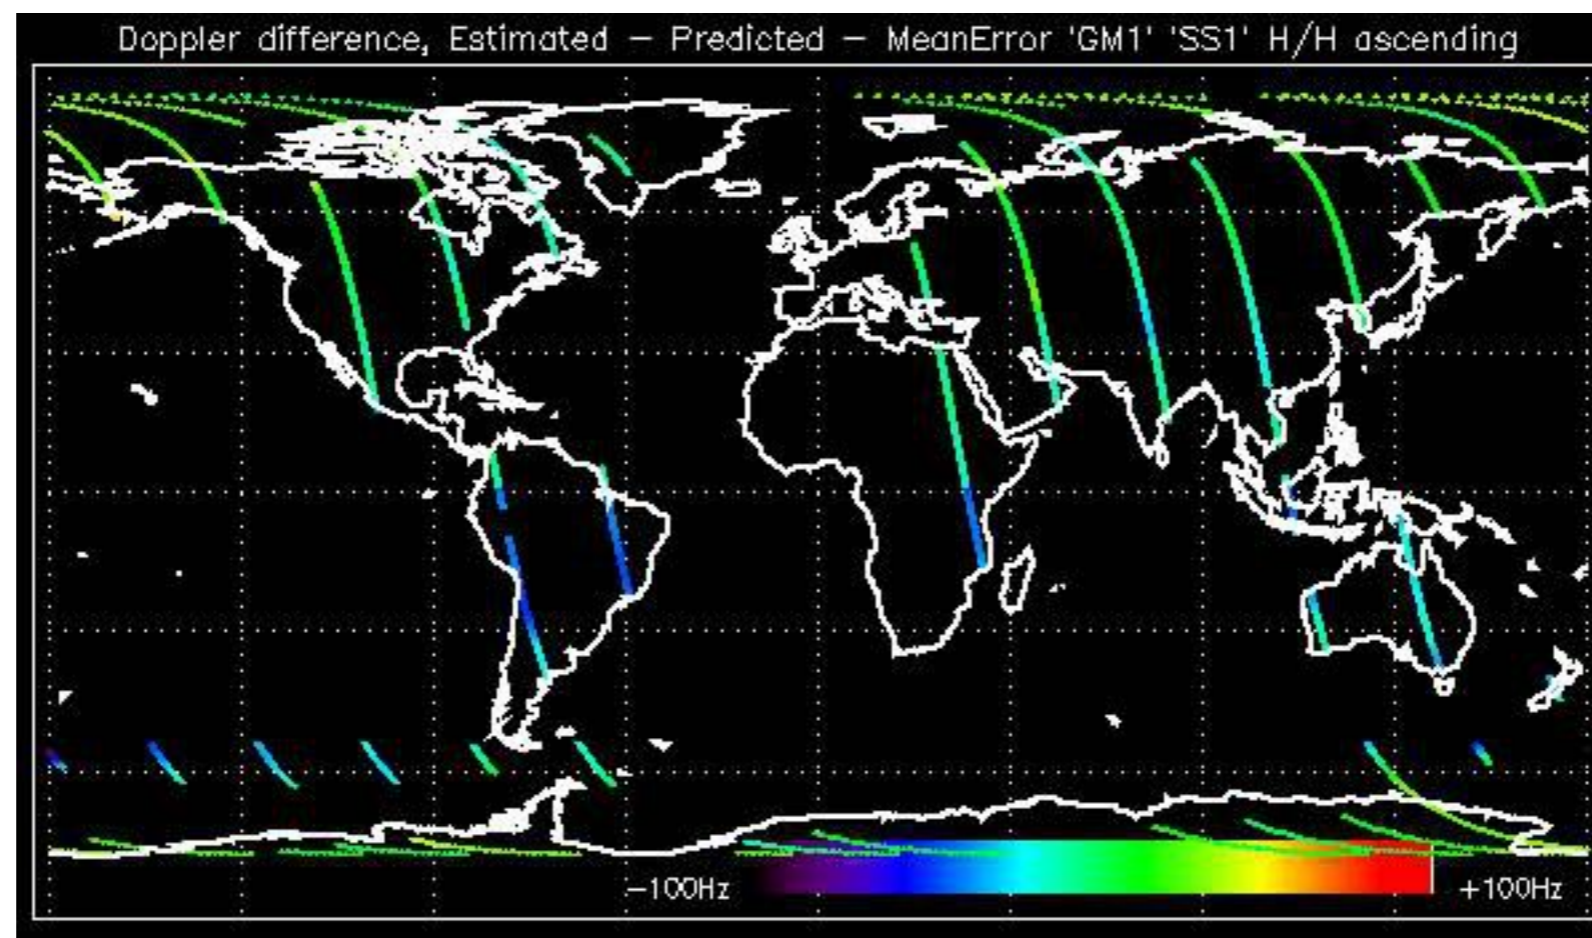 Doppler difference, Estimated – Predicted – MeanError 'GM1' 'SS1' H/H ascending
–100Hz +100Hz